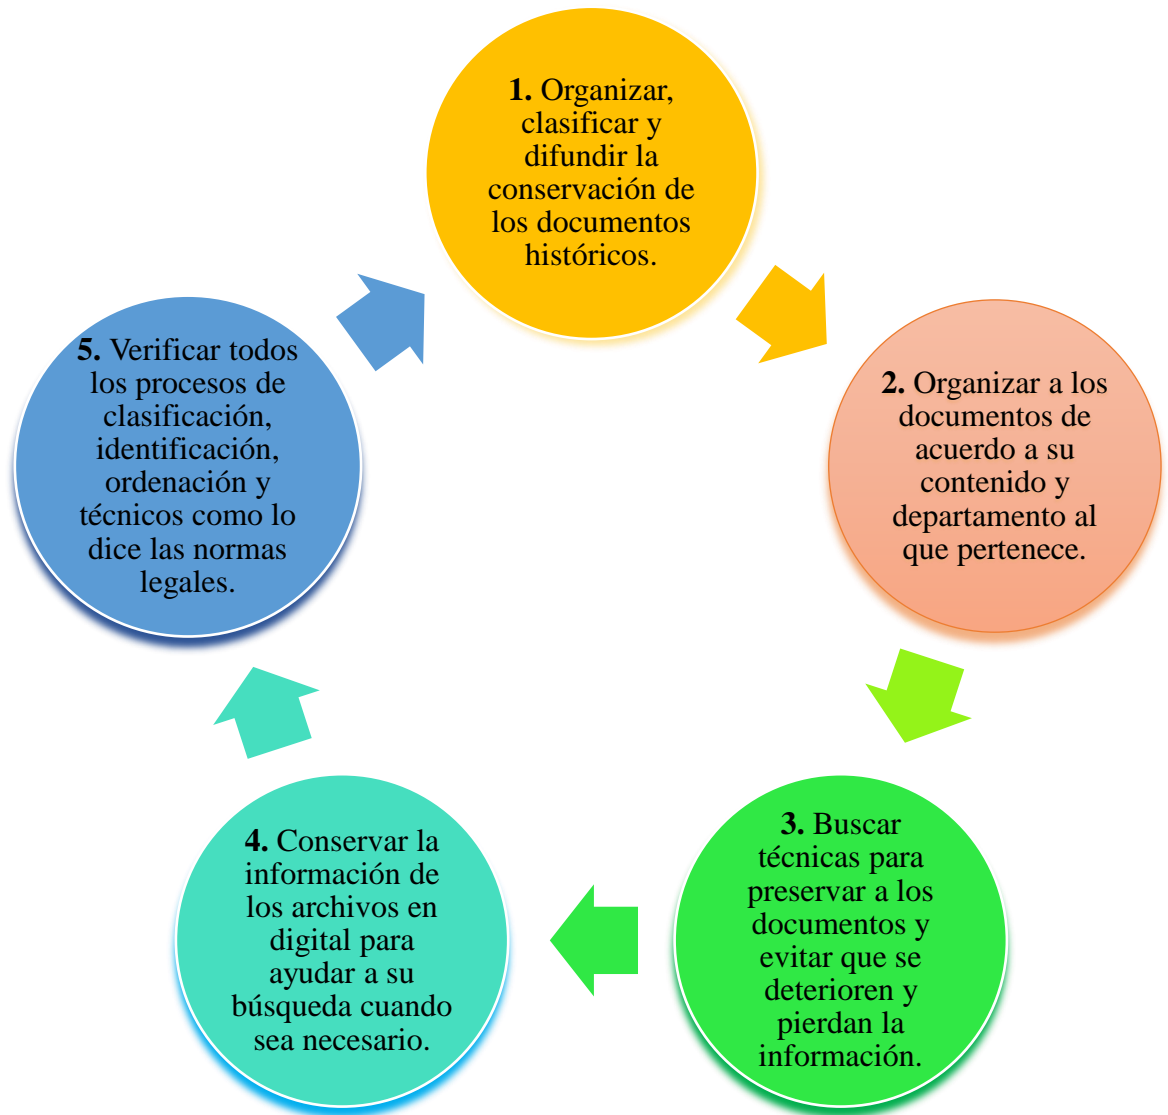 1. Organizar,
clasificar y
difundir la
conservación de
los documentos
históricos.
2. Organizar a los
documentos de
acuerdo a su
contenido y
departamento al
que pertenece.
3. Buscar
técnicas para
preservar a los
documentos y
evitar que se
deterioren y
pierdan la
información.
4. Conservar la
información de
los archivos en
digital para
ayudar a su
búsqueda cuando
sea necesario.
5. Verificar todos
los procesos de
clasificación,
identificación,
ordenación y
técnicos como lo
dice las normas
legales.